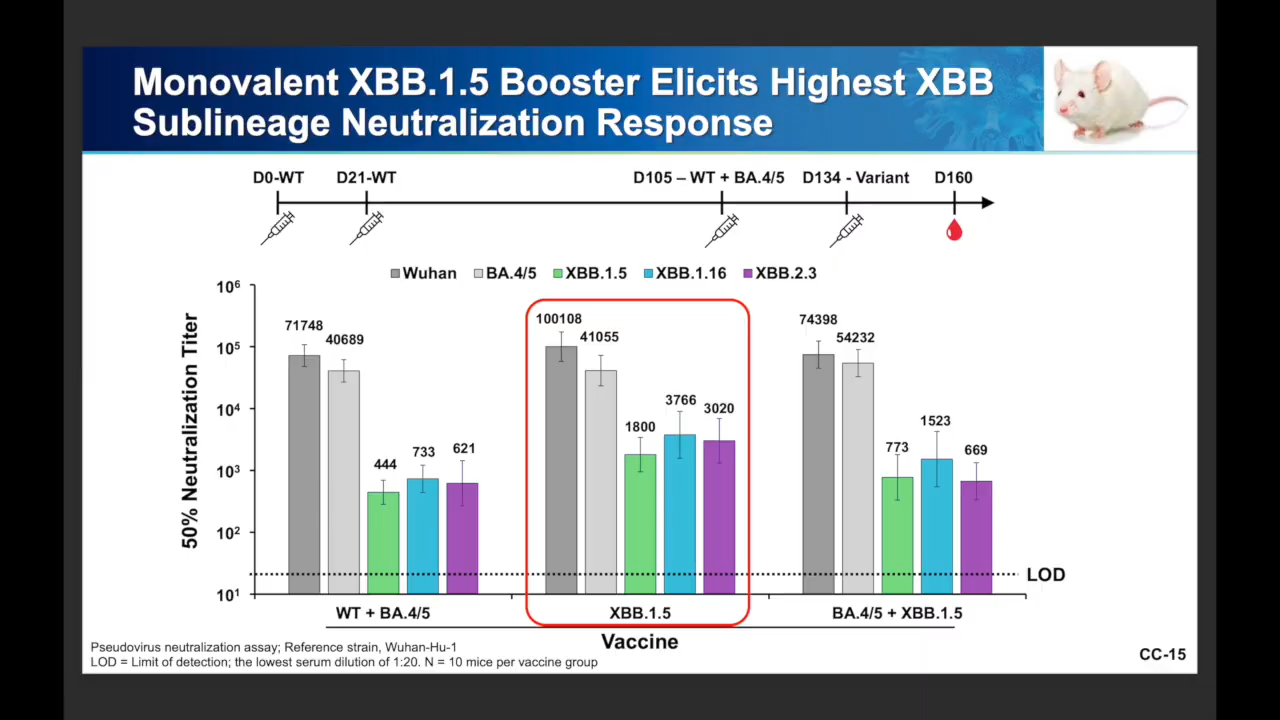 Monovalent XBB.1.5 Booster Elicits Highest XBB
Sublineage Neutralization Response
D0-WT
D21-WT
D105 – WT + BA.4/5
D134 - Variant
D160
Wuhan
BA.4/5
XBB.1.5
XBB.1.16
XBB.2.3
50% Neutralization Titer
10⁶
10⁵
10⁴
10³
10²
10¹
71748
40689
444
733
621
100108
41055
1800
3766
3020
74398
54232
773
1523
669
LOD
WT + BA.4/5
XBB.1.5
BA.4/5 + XBB.1.5
Vaccine
Pseudovirus neutralization assay; Reference strain, Wuhan-Hu-1
LOD = Limit of detection; the lowest serum dilution of 1:20. N = 10 mice per vaccine group
CC-15